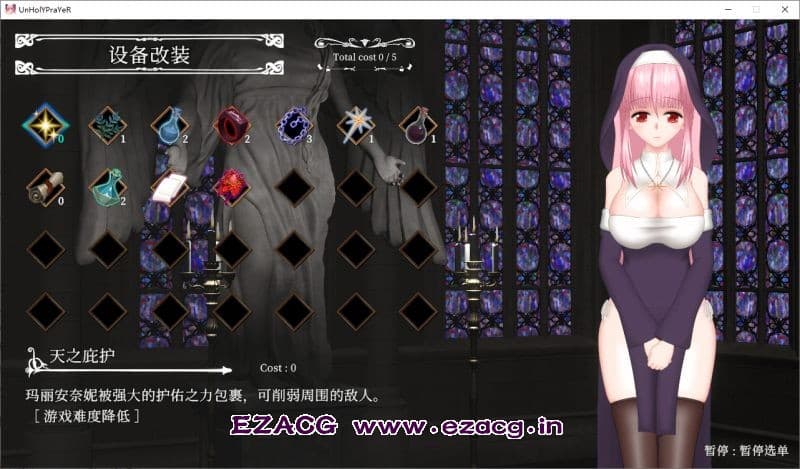 UnHolYPraYeR
设备改装
Total cost 0 / 5
0 1 2 2 3 1 1
0 2
天之庇护
Cost : 0
玛丽安奈妮被强大的护佑之力包裹，可削弱周围的敌人。
［ 游戏难度降低 ］
EZACG www.ezacg.in
暂停 : 暂停选单